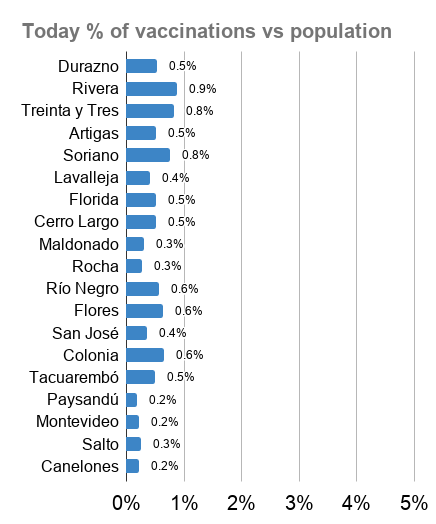 Today % of vaccinations vs population
Durazno 0.5%
Rivera 0.9%
Treinta y Tres 0.8%
Artigas 0.5%
Soriano 0.8%
Lavalleja 0.4%
Florida 0.5%
Cerro Largo 0.5%
Maldonado 0.3%
Rocha 0.3%
Río Negro 0.6%
Flores 0.6%
San José 0.4%
Colonia 0.6%
Tacuarembó 0.5%
Paysandú 0.2%
Montevideo 0.2%
Salto 0.3%
Canelones 0.2%
0% 1% 2% 3% 4% 5%